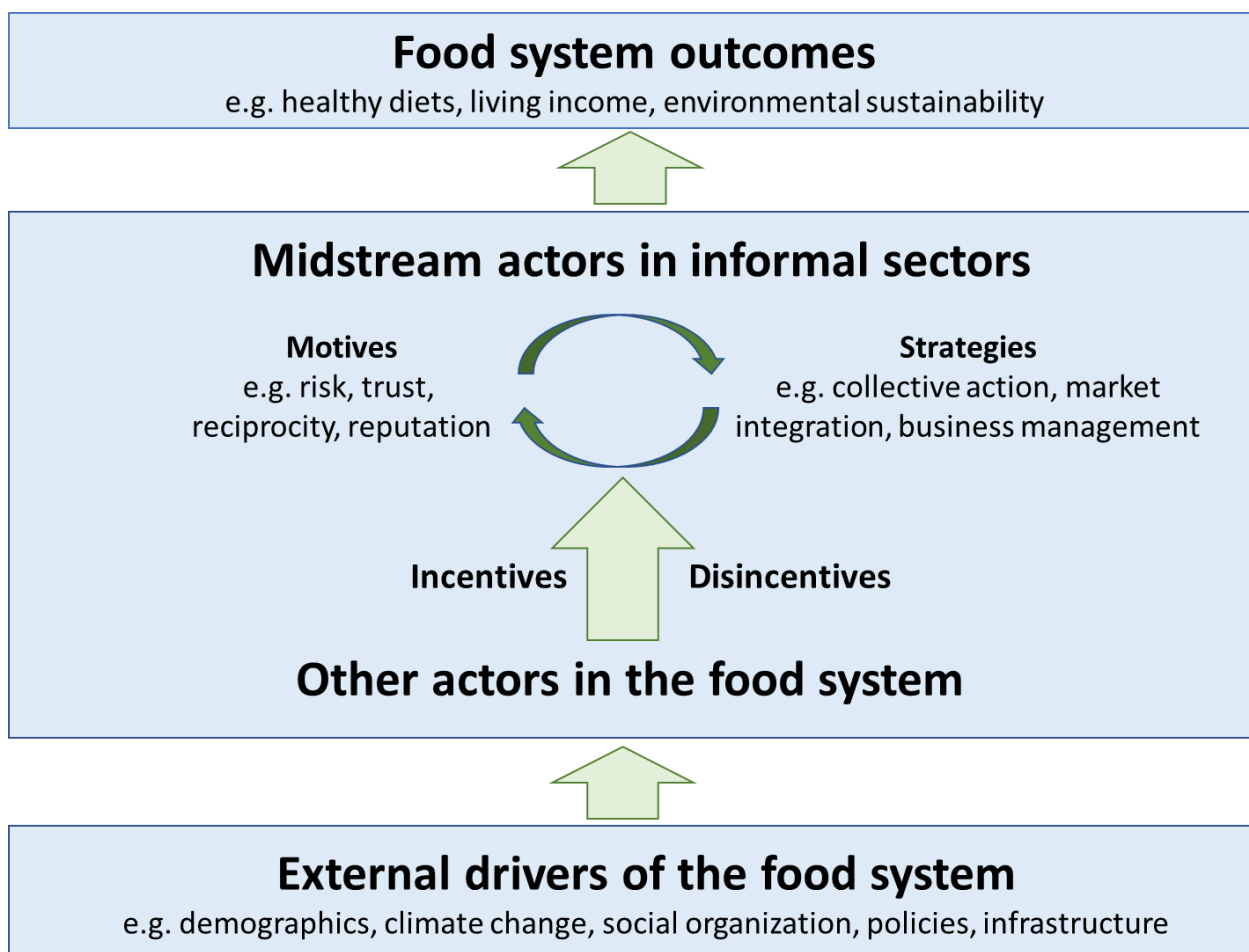 Food system outcomes
e.g. healthy diets, living income, environmental sustainability
Midstream actors in informal sectors
Motives
e.g. risk, trust,
reciprocity, reputation
Strategies
e.g. collective action, market
integration, business management
Incentives
Disincentives
Other actors in the food system
External drivers of the food system
e.g. demographics, climate change, social organization, policies, infrastructure